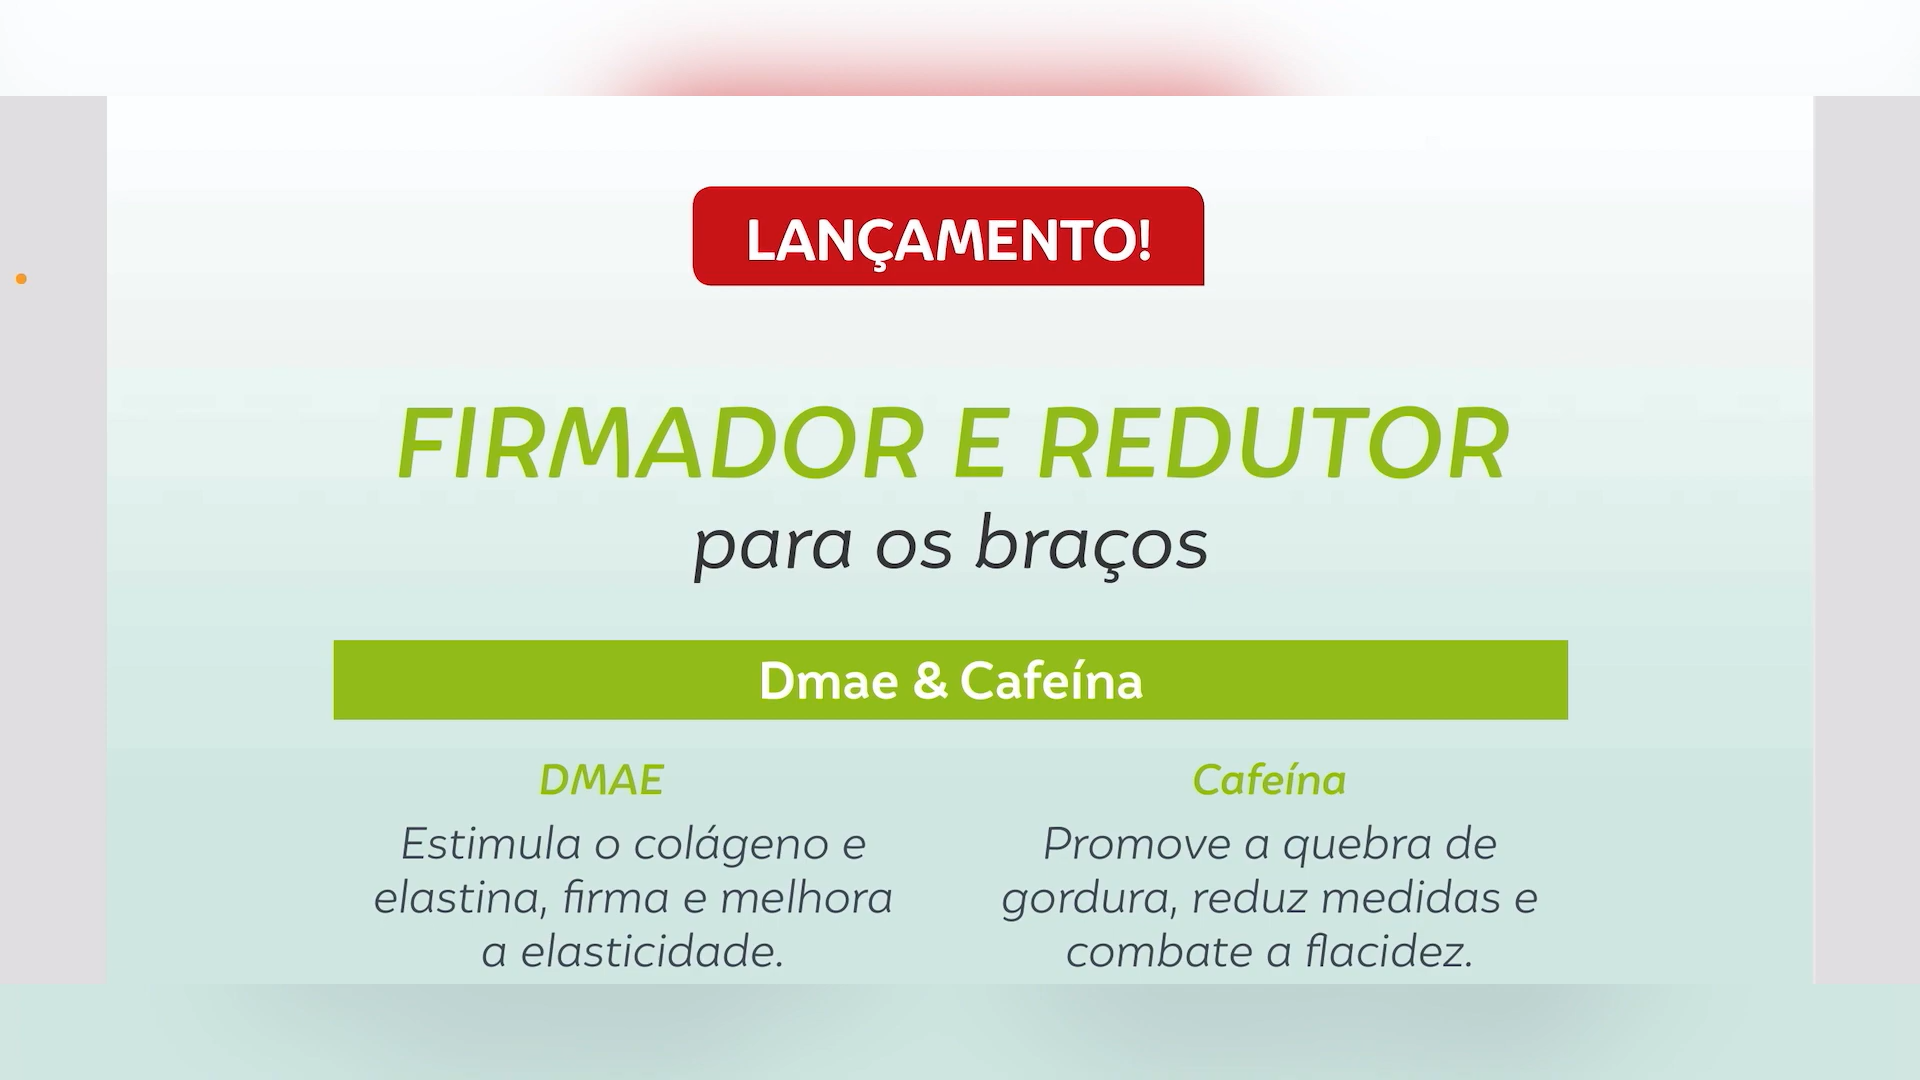 LANÇAMENTO!
FIRMADOR E REDUTOR
para os braços
Dmae & Cafeína
DMAE
Estimula o colágeno e
elastina, firma e melhora
a elasticidade.
Cafeína
Promove a quebra de
gordura, reduz medidas e
combate a flacidez.